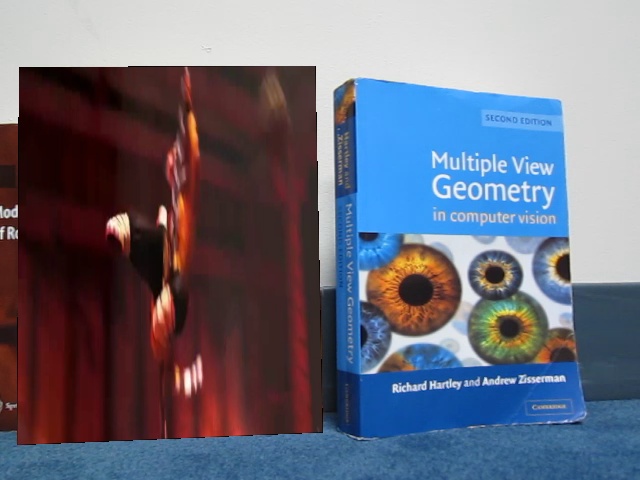 SECOND EDITION
Multiple View
Geometry
in computer vision
Richard Hartley and Andrew Zisserman
CAMBRIDGE
Hartley and
Zisserman
Multiple View Geometry